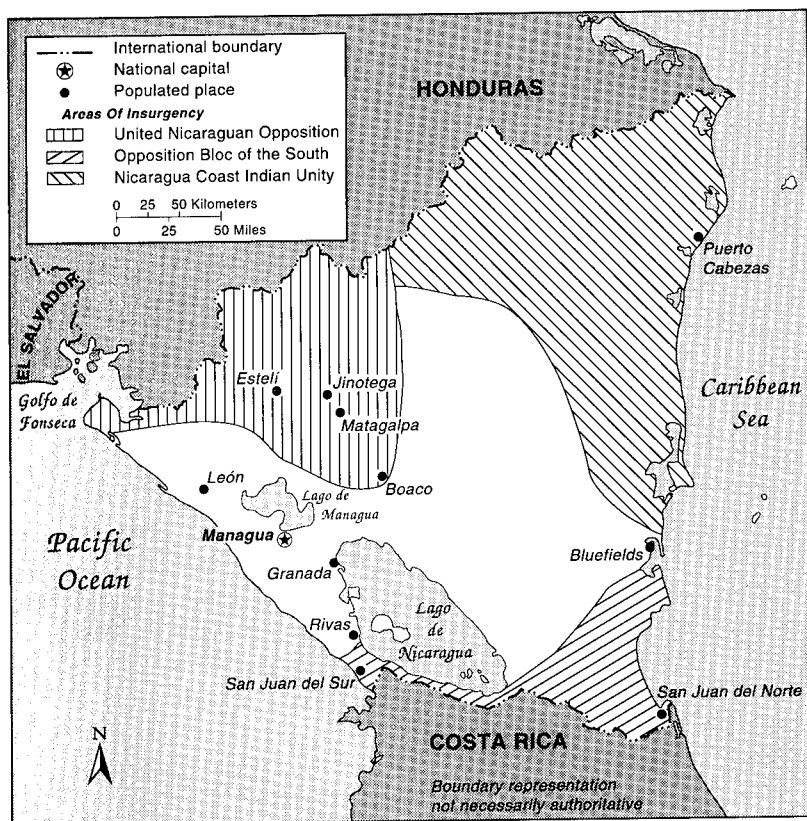 International boundary
National capital
Populated place
Areas Of Insurgency
United Nicaraguan Opposition
Opposition Bloc of the South
Nicaragua Coast Indian Unity
0 25 50 Kilometers
0 25 50 Miles
HONDURAS
EL SALVADOR
Puerto
Cabezas
Golfo de
Fonseca
Estelí
Jinotega
Matagalpa
Caribbean
Sea
León
Lago de
Managua
Boaco
Managua
Pacific
Ocean
Granada
Bluefields
Rivas
Lago
de
Nicaragua
San Juan del Sur
San Juan del Norte
N
COSTA RICA
Boundary representation
not necessarily authoritative